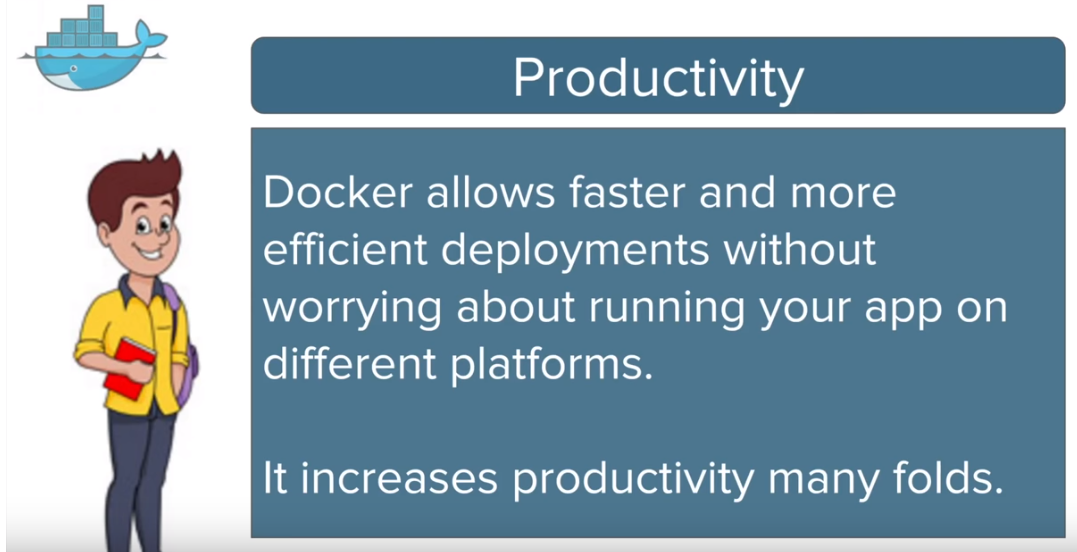 Productivity
Docker allows faster and more
efficient deployments without
worrying about running your app on
different platforms.
It increases productivity many folds.